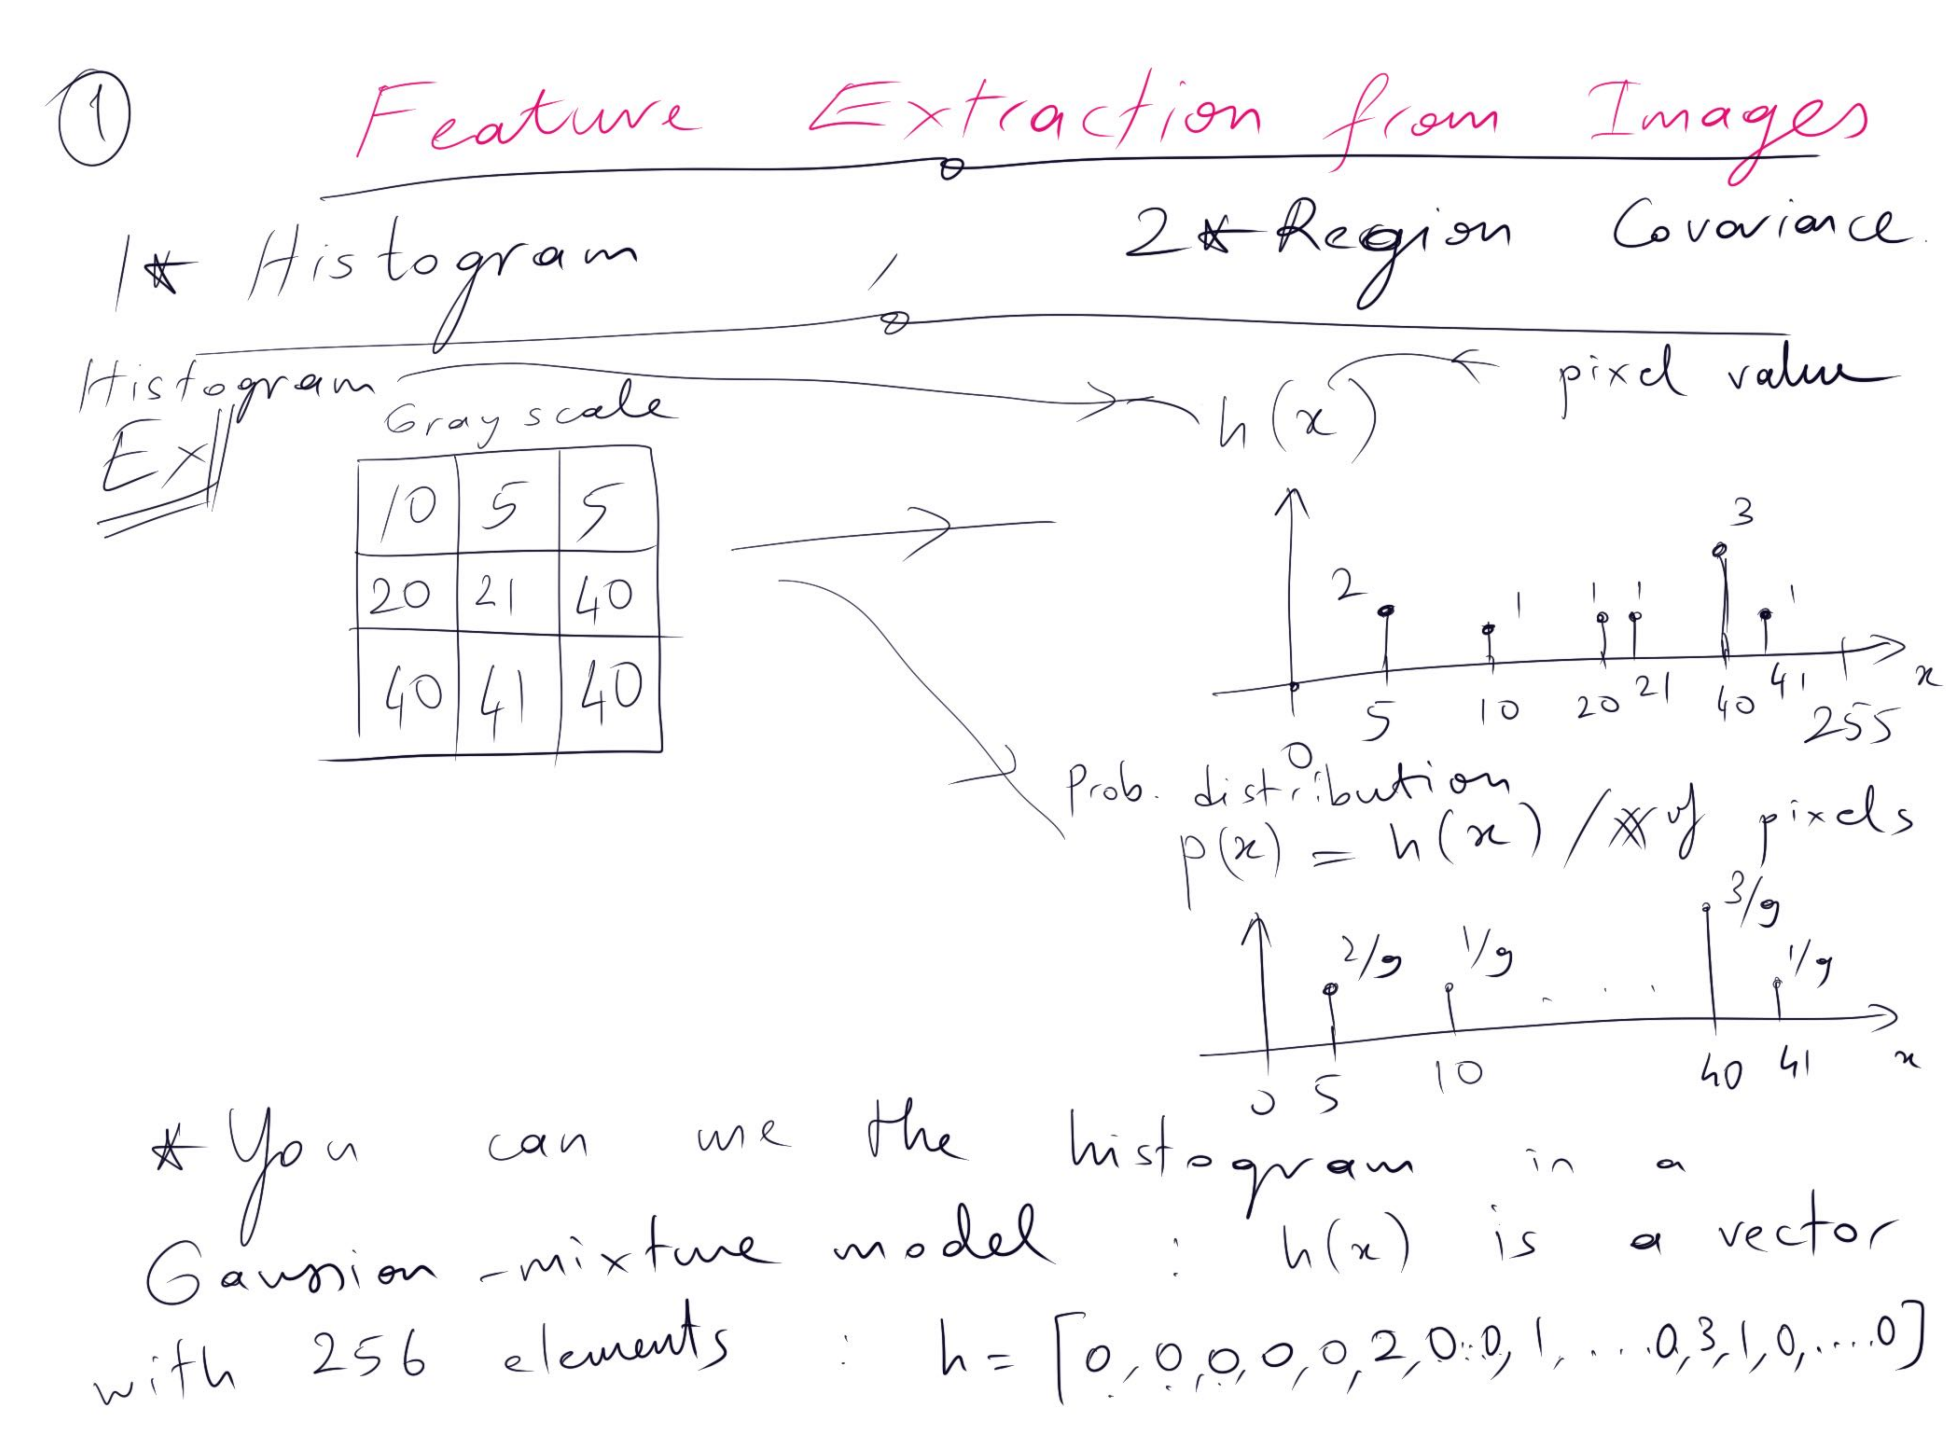 1 Feature Extraction from Images
1* Histogram , 2* Region Covariance
Histogram h(x) pixel value
Ex
Gray scale
10 5 5
20 21 40
40 41 40
2 1 1 1 3 1
0 5 10 20 21 40 41 255 x
Prob. distribution
p(x) = h(x) / # of pixels
2/9 1/9 . . . . 3/9 1/9
0 5 10 40 41 x
* You can use the histogram in a
Gaussian-mixture model : h(x) is a vector
with 256 elements : h = [0,0,0,0,0,2,0..0,1,....0,3,1,0,....0]